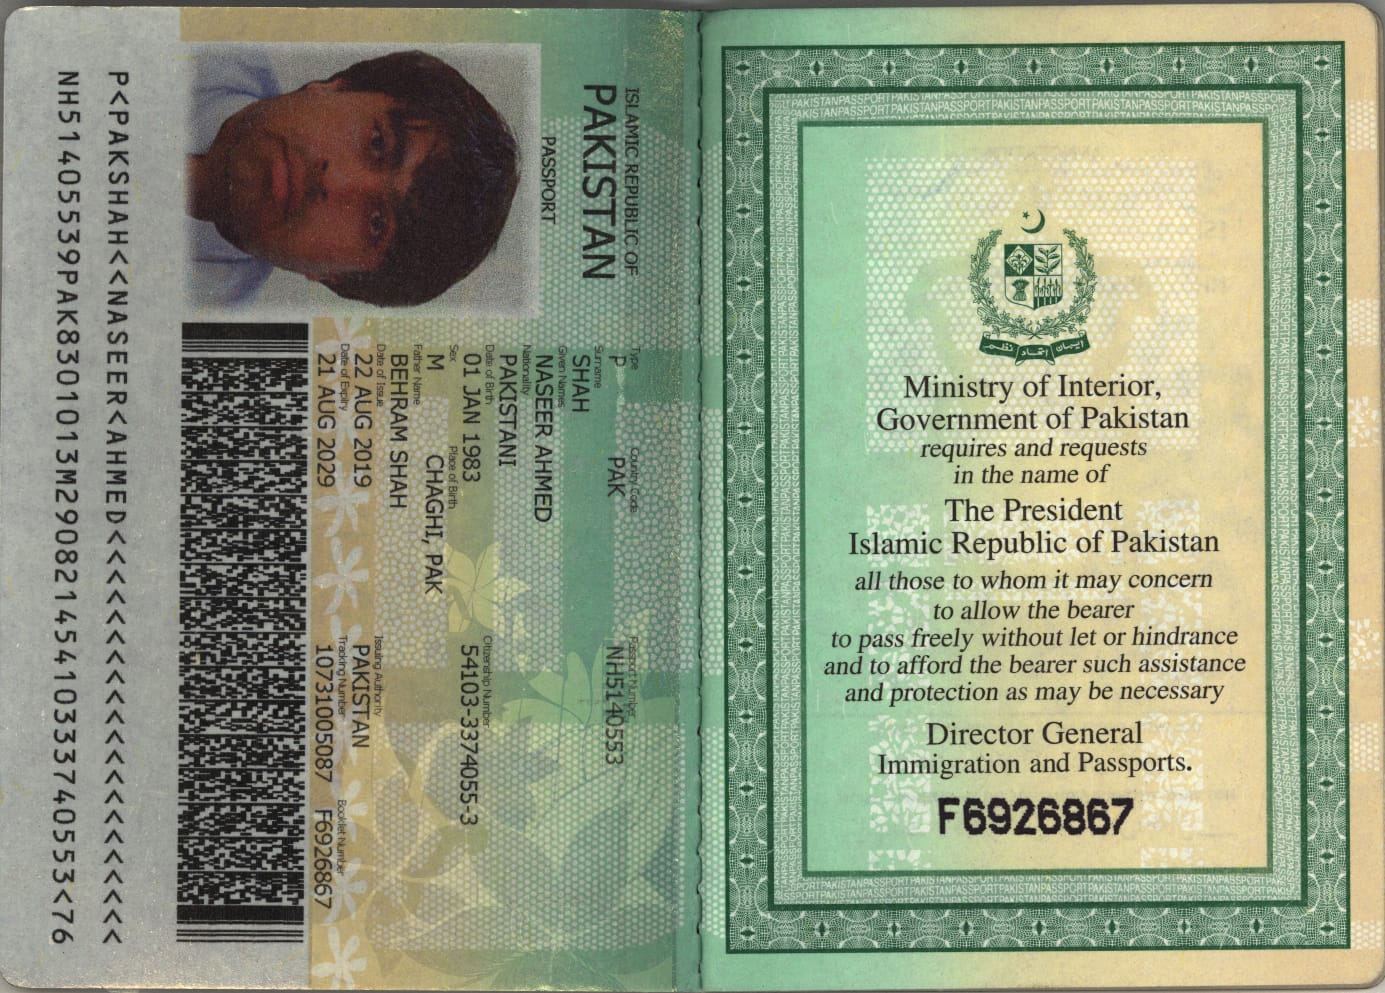 ISLAMIC REPUBLIC OF
PAKISTAN
PASSPORT
Type Country Code Passport Number
P PAK NH5140553
Surname
SHAH
Given Names
NASEER AHMED
Nationality
PAKISTANI
Date of Birth Citizenship Number
01 JAN 1983 54103-3374055-3
Sex Place of Birth
M CHAGHI, PAK
Father Name
BEHRAM SHAH
Date of Issue Issuing Authority
22 AUG 2019 PAKISTAN
Date of Expiry Tracking Number Booklet Number
21 AUG 2029 10731005087 F6926867
P<PAKSHAH<<NASEER<AHMED<<<<<<<<<<<<<<<<<<<<<
NH51405539PAK8301013M29082145410333740553<76
ایمان اتحاد نظم
Ministry of Interior,
Government of Pakistan
requires and requests
in the name of
The President
Islamic Republic of Pakistan
all those to whom it may concern
to allow the bearer
to pass freely without let or hindrance
and to afford the bearer such assistance
and protection as may be necessary
Director General
Immigration and Passports.
F6926867